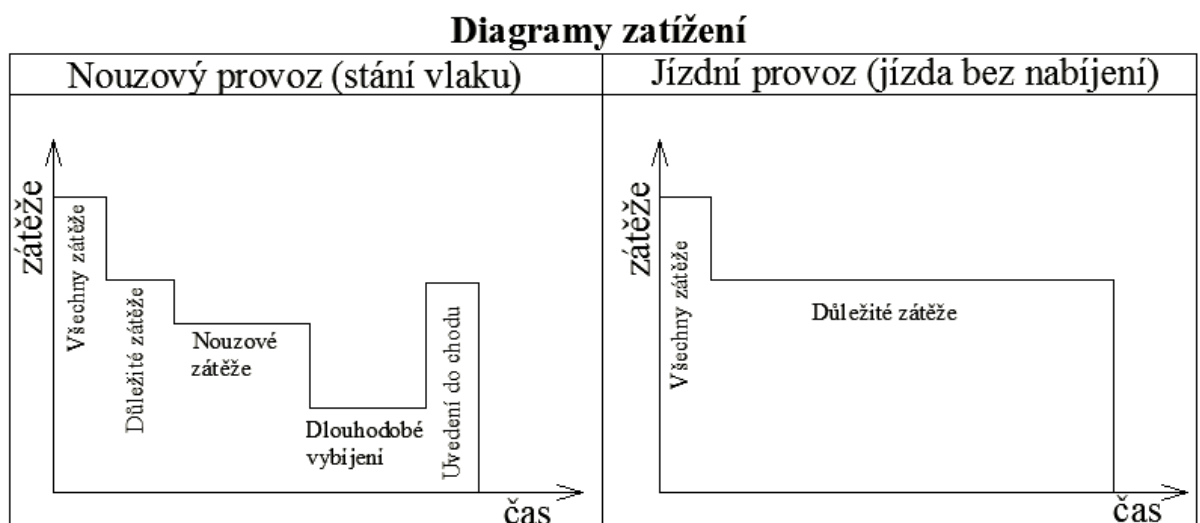 Diagramy zatížení
Nouzový provoz (stání vlaku)
Jízdní provoz (jízda bez nabíjení)
zátěže
Všechny zátěže
Důležité zátěže
Nouzové
zátěže
Dlouhodobé
vybíjení
Uvedení do chodu
čas
zátěže
Všechny zátěže
Důležité zátěže
čas